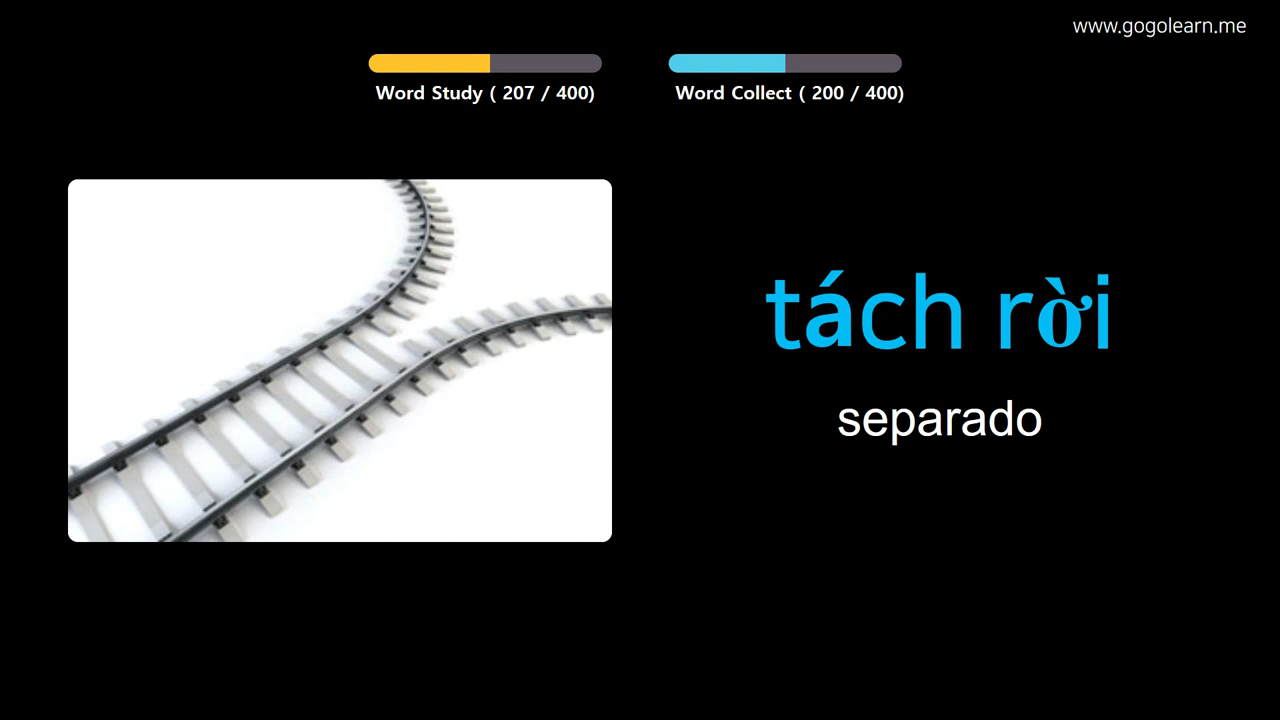 www.gogolearn.me
Word Study ( 207 / 400)
Word Collect ( 200 / 400)
tách rời
separado